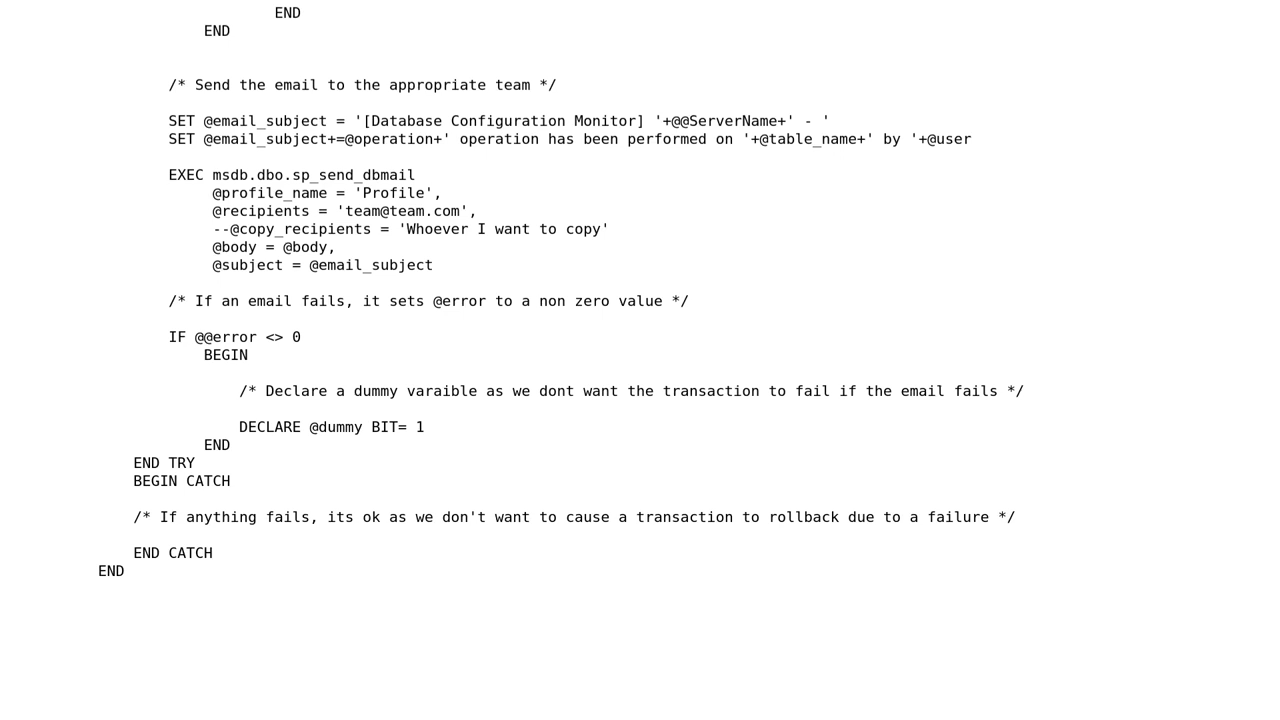 END
END
/* Send the email to the appropriate team */
SET @email_subject = '[Database Configuration Monitor] '+@@ServerName+' - '
SET @email_subject+=@operation+' operation has been performed on '+@table_name+' by '+@user
EXEC msdb.dbo.sp_send_dbmail
@profile_name = 'Profile',
@recipients = 'team@team.com',
--@copy_recipients = 'Whoever I want to copy'
@body = @body,
@subject = @email_subject
/* If an email fails, it sets @error to a non zero value */
IF @@error <> 0
BEGIN
/* Declare a dummy varaible as we dont want the transaction to fail if the email fails */
DECLARE @dummy BIT= 1
END
END TRY
BEGIN CATCH
/* If anything fails, its ok as we don't want to cause a transaction to rollback due to a failure */
END CATCH
END